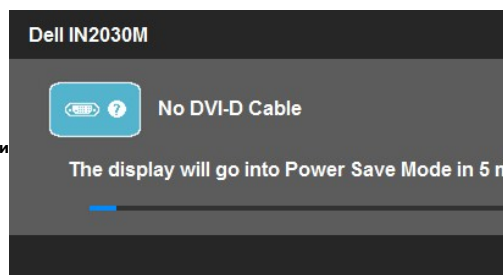 Dell IN2030M
No DVI-D Cable
и
The display will go into Power Save Mode in 5 m